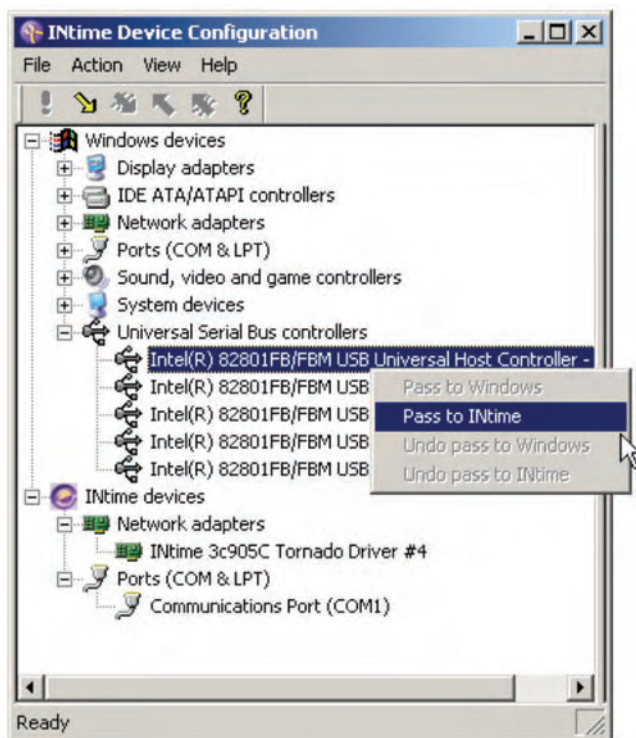 INtime Device Configuration
File Action View Help
Windows devices
Display adapters
IDE ATA/ATAPI controllers
Network adapters
Ports (COM & LPT)
Sound, video and game controllers
System devices
Universal Serial Bus controllers
Intel(R) 82801FB/FBM USB Universal Host Controller -
Intel(R) 82801FB/FBM USB
Intel(R) 82801FB/FBM USB
Intel(R) 82801FB/FBM USB
Intel(R) 82801FB/FBM USB
Pass to Windows
Pass to INtime
Undo pass to Windows
Undo pass to INtime
INtime devices
Network adapters
INtime 3c905C Tornado Driver #4
Ports (COM & LPT)
Communications Port (COM1)
Ready